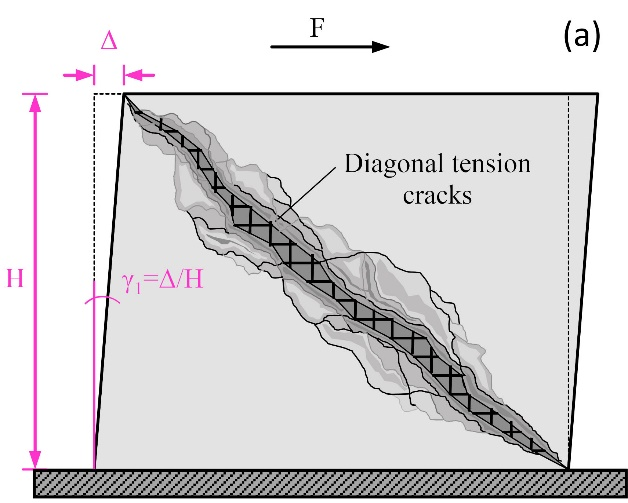 F
(a)
Δ
Diagonal tension
cracks
H
γ₁=Δ/H